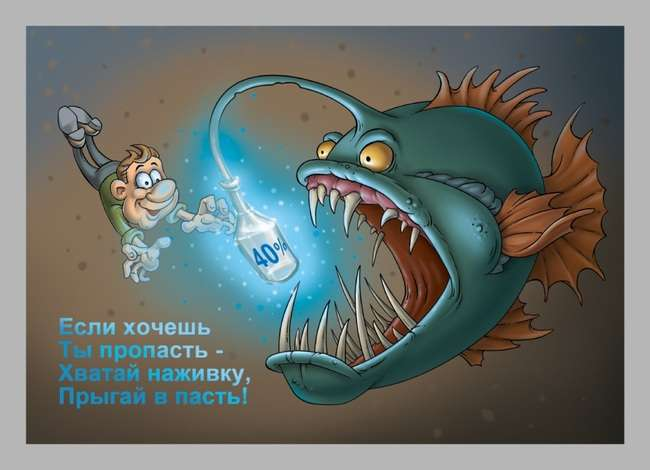 40%
Если хочешь
Ты пропасть -
Хватай наживку,
Прыгай в пасть!